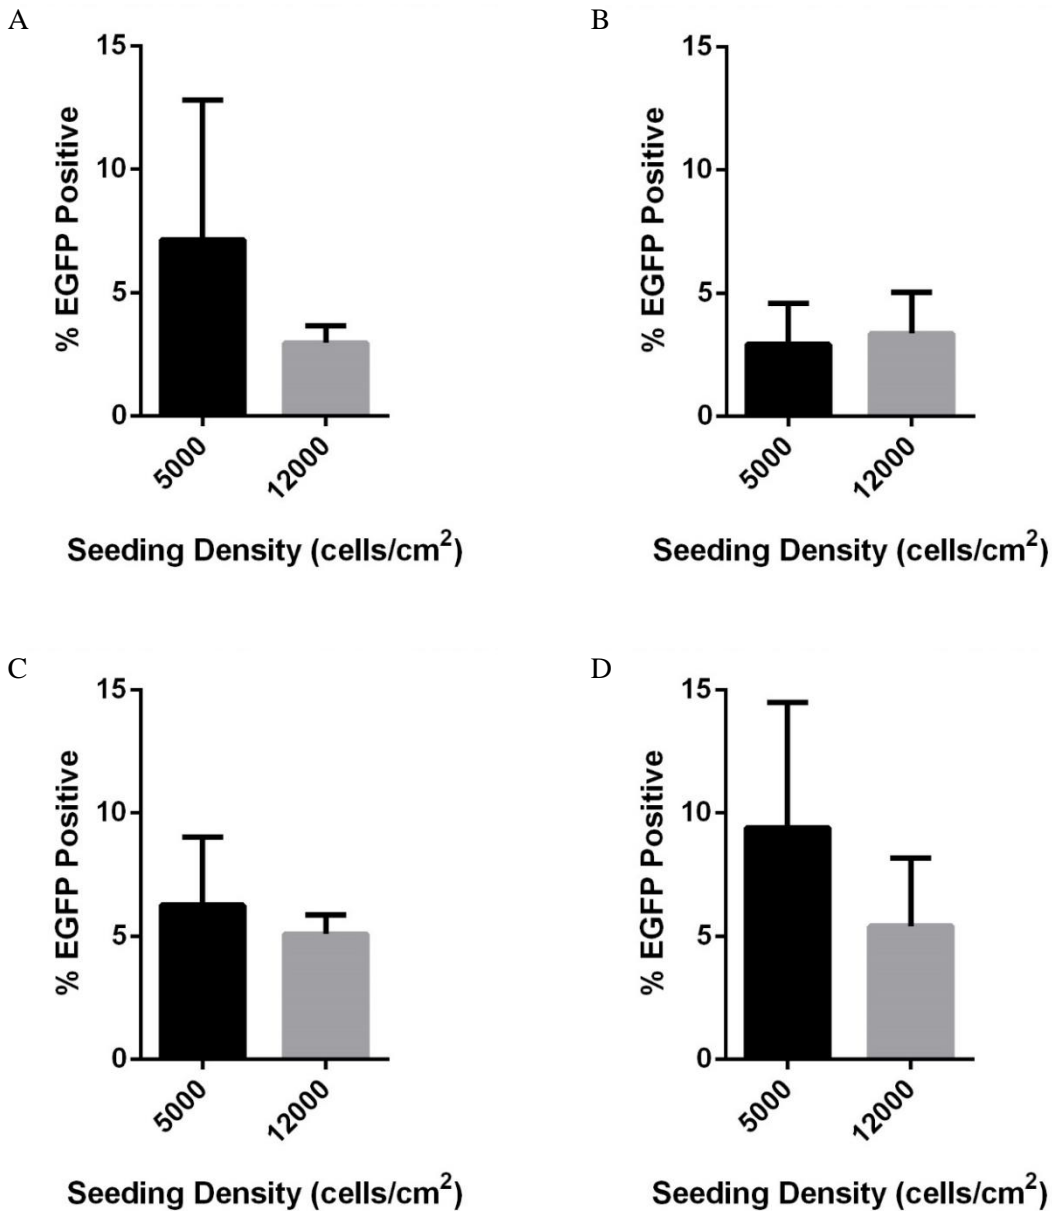 A
15
10
5
0
% EGFP Positive
5000
12000
Seeding Density (cells/cm²)
B
15
10
5
0
% EGFP Positive
5000
12000
Seeding Density (cells/cm²)
C
15
10
5
0
% EGFP Positive
5000
12000
Seeding Density (cells/cm²)
D
15
10
5
0
% EGFP Positive
5000
12000
Seeding Density (cells/cm²)